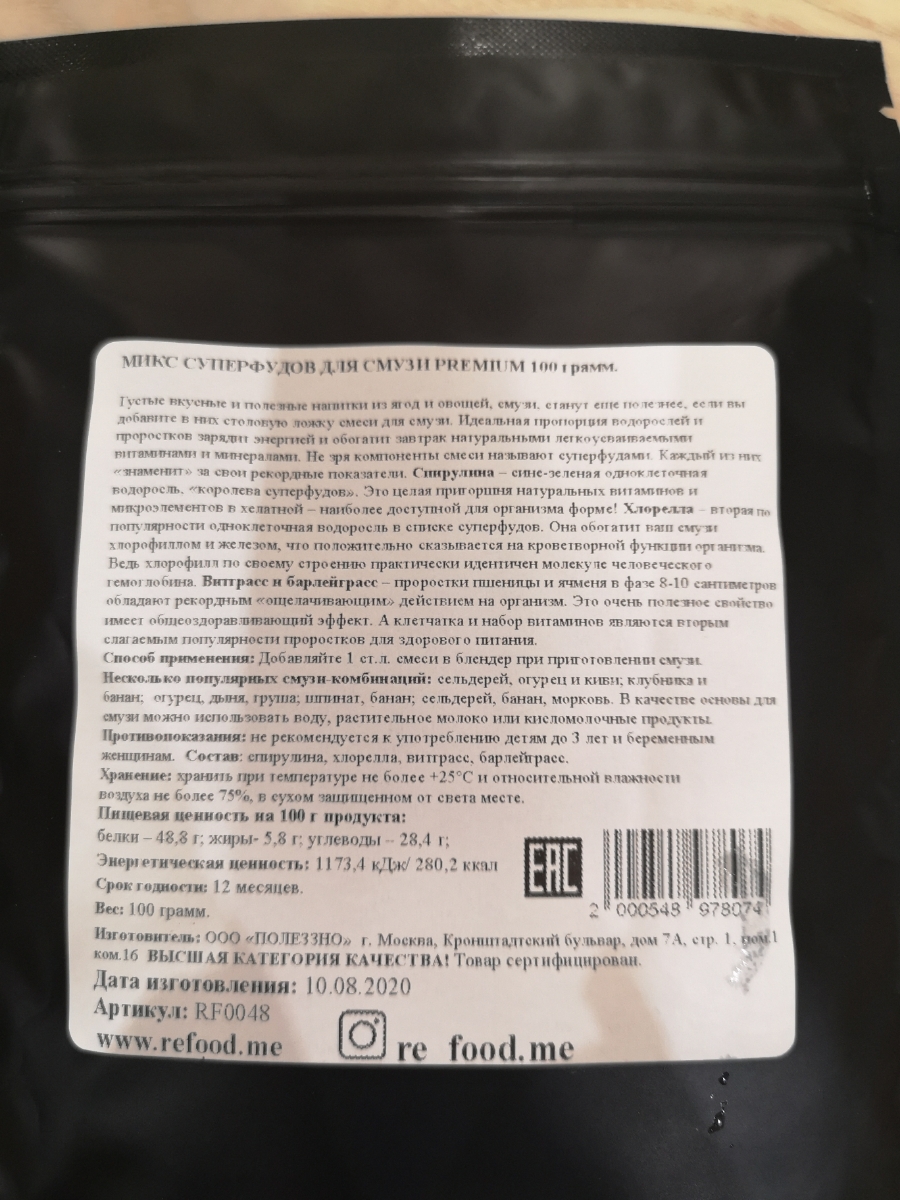 МИКС СУПЕРФУДОВ ДЛЯ СМУЗИ PREMIUM 100 грамм.
Густые вкусные и полезные напитки из ягод и овощей, смузи, станут еще полезнее, если вы
добавите в них столовую ложку смеси для смузи. Идеальная пропорция водорослей и
проростков зарядит энергией и обогатит завтрак натуральными легкоусваиваемыми
витаминами и минералами. Не зря компоненты смеси называют суперфудами. Каждый из них
«знаменит» за свои рекордные показатели. Спирулина – сине-зеленая одноклеточная
водоросль, «королева суперфудов». Это целая пригоршня натуральных витаминов и
микроэлементов в хелатной – наиболее доступной для организма форме! Хлорелла – вторая по
популярности одноклеточная водоросль в списке суперфудов. Она обогатит ваш смузи
хлорофиллом и железом, что положительно сказывается на кроветворной функции организма.
Ведь хлорофилл по своему строению практически идентичен молекуле человеческого
гемоглобина. Витграсс и барлейграсс – проростки пшеницы и ячменя в фазе 8-10 сантиметров
обладают рекордным «ощелачивающим» действием на организм. Это очень полезное свойство
имеет общеоздоравливающий эффект. А клетчатка и набор витаминов являются вторым
слагаемым популярности проростков для здорового питания.
Способ применения: Добавляйте 1 ст.л. смеси в блендер при приготовлении смузи.
Несколько популярных смузи-комбинаций: сельдерей, огурец и киви; клубника и
банан; огурец, дыня, груша; шпинат, банан; сельдерей, банан, морковь. В качестве основы для
смузи можно использовать воду, растительное молоко или кисломолочные продукты.
Противопоказания: не рекомендуется к употреблению детям до 3 лет и беременным
женщинам. Состав: спирулина, хлорелла, витграсс, барлейграсс.
Хранение: хранить при температуре не более +25°C и относительной влажности
воздуха не более 75%, в сухом защищенном от света месте.
Пищевая ценность на 100 г продукта:
белки – 48,8 г; жиры- 5,8 г; углеводы – 28,4 г;
Энергетическая ценность: 1173,4 кДж/ 280,2 ккал
Срок годности: 12 месяцев.
Вес: 100 грамм.
EAC
2 000548 978074
Изготовитель: ООО «ПОЛЕЗЗНО» г. Москва, Кронштадтский бульвар, дом 7А, стр. 1, пом.1
ком.16 ВЫСШАЯ КАТЕГОРИЯ КАЧЕСТВА! Товар сертифицирован.
Дата изготовления: 10.08.2020
Артикул: RF0048
www.refood.me
re food.me